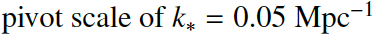 pivot scale of k∗ = 0.05 Mpc⁻¹